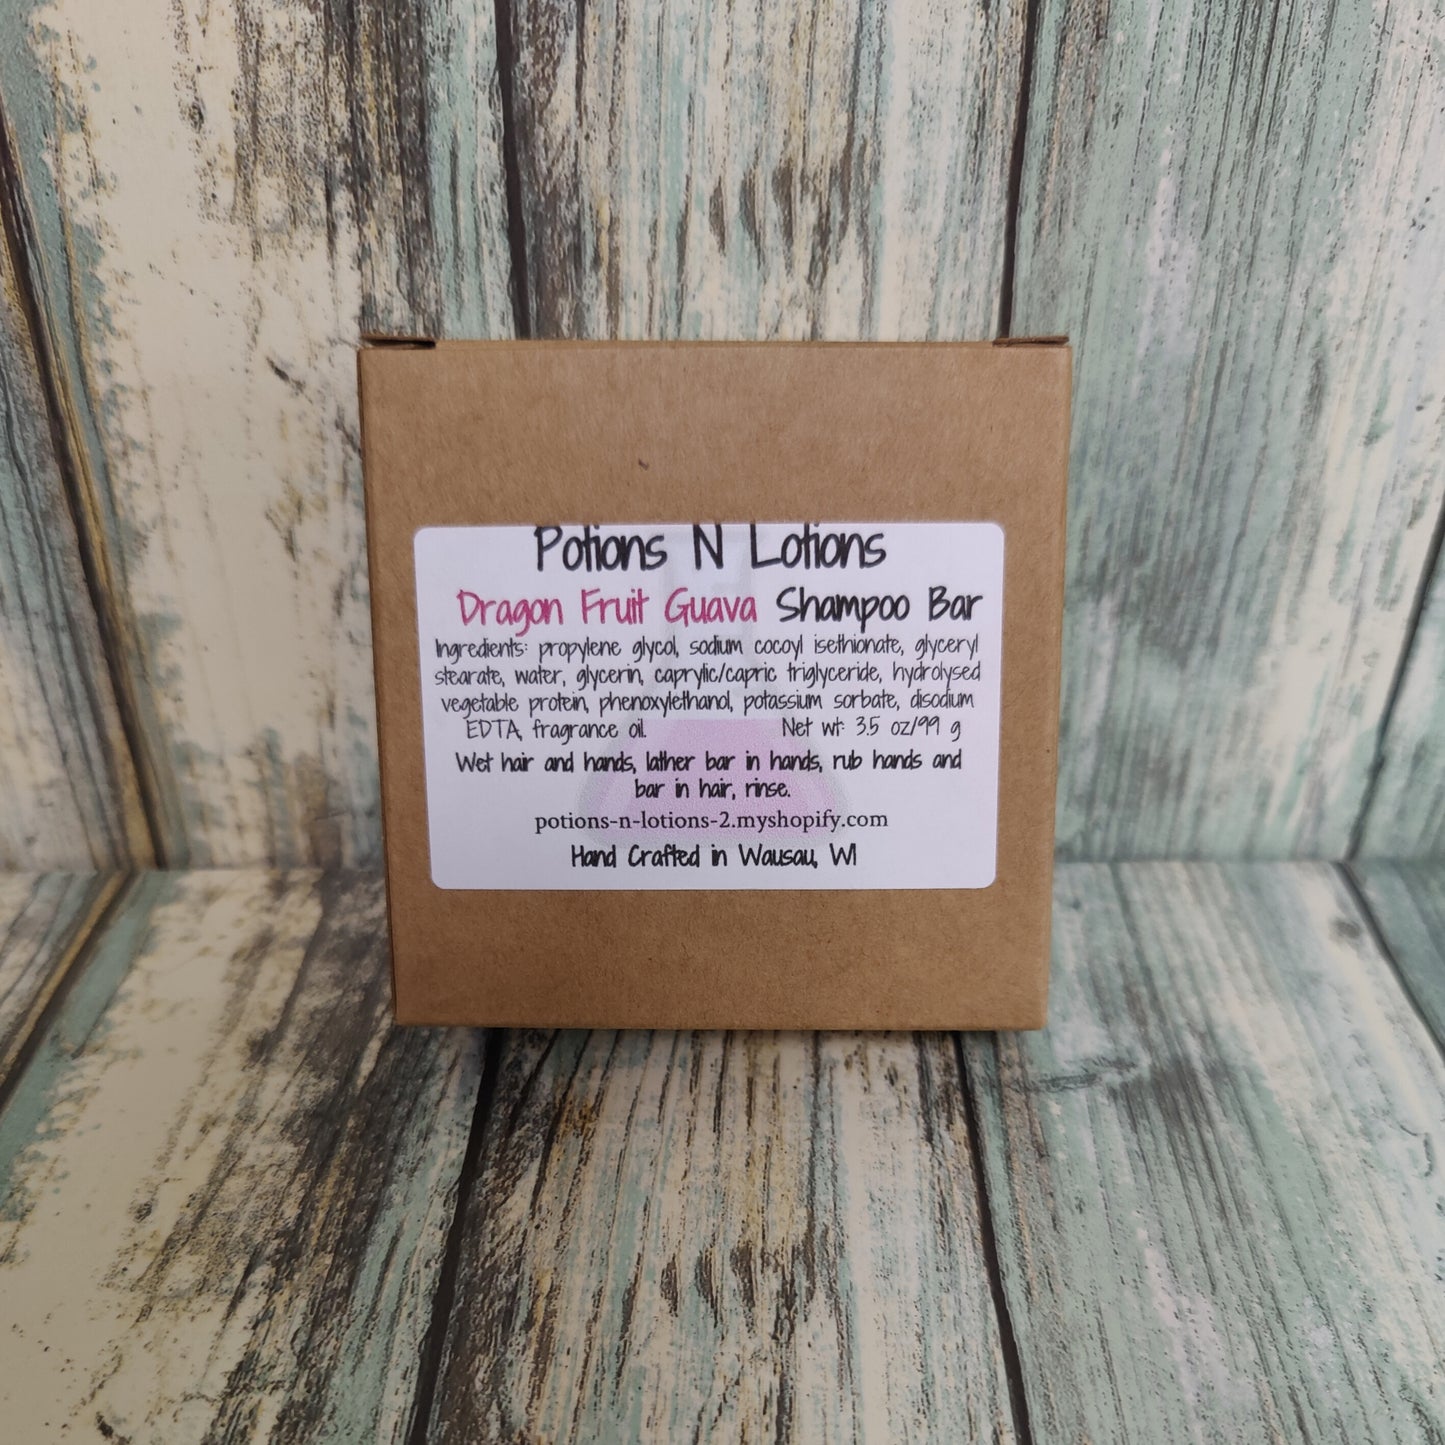 Potions N Lotions
Dragon Fruit Guava Shampoo Bar
Ingredients: propylene glycol, sodium cocoyl isethionate, glyceryl
stearate, water, glycerin, caprylic/capric triglyceride, hydrolysed
vegetable protein, phenoxylethanol, potassium sorbate, disodium
EDTA, fragrance oil. Net wt: 3.5 oz/99 g
Wet hair and hands, lather bar in hands, rub hands and
bar in hair, rinse.
potions-n-lotions-2.myshopify.com
Hand Crafted in Wausau, WI